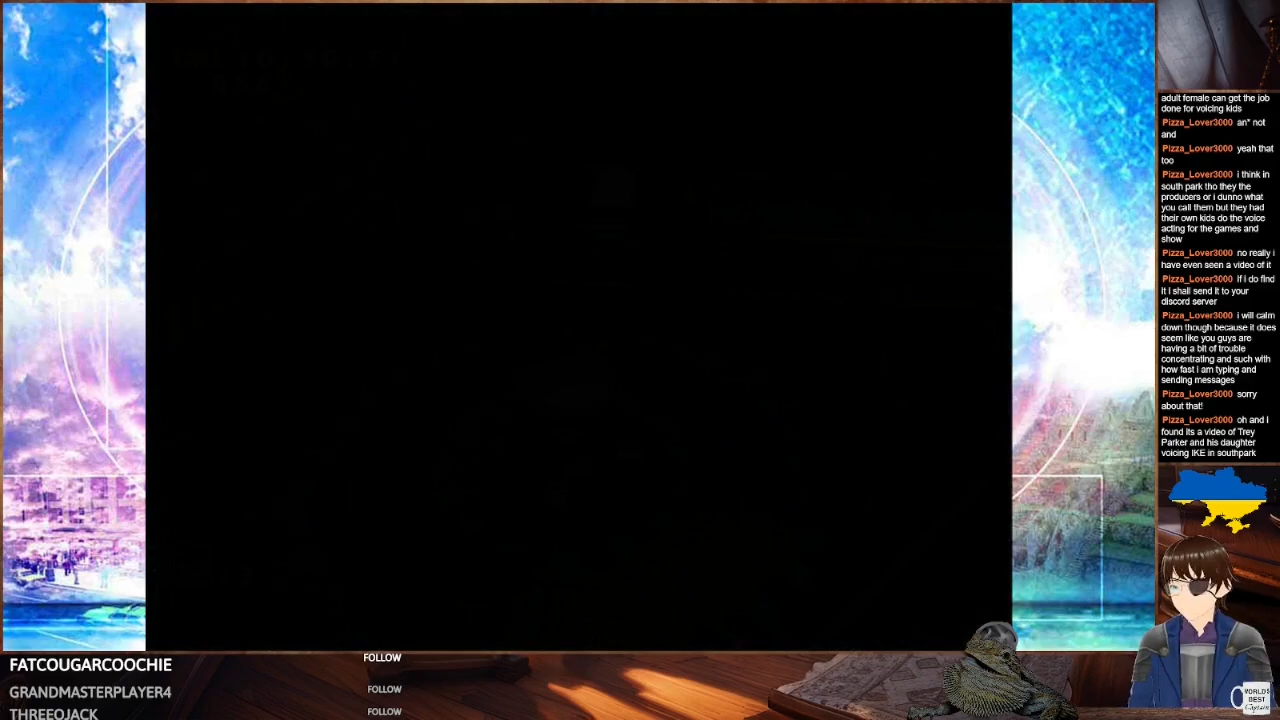 adult female can get the job
done for voicing kids
Pizza_Lover3000 an* not
and
Pizza_Lover3000 yeah that
too
Pizza_Lover3000 i think in
south park tho they the
producers or i dunno what
you call them but they had
their own kids do the voice
acting for the games and
show
Pizza_Lover3000 no really i
have even seen a video of it
Pizza_Lover3000 if i do find
it i shall send it to your
discord server
Pizza_Lover3000 i will calm
down though because it does
seem like you guys are
having a bit of trouble
concentrating and such with
how fast i am typing and
sending messages
Pizza_Lover3000 sorry
about that!
Pizza_Lover3000 oh and i
found its a video of Trey
Parker and his daughter
voicing IKE in southpark
WORLD'S
BEST
Captain
FATCOUGARCOOCHIE FOLLOW
GRANDMASTERPLAYER4 FOLLOW
THREEOJACK FOLLOW